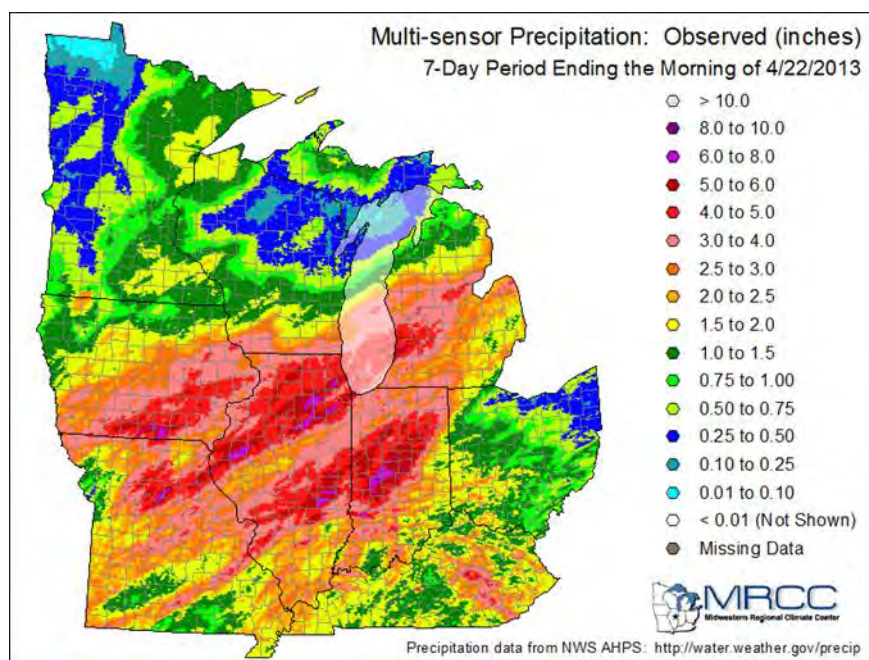 Multi-sensor Precipitation: Observed (inches)
7-Day Period Ending the Morning of 4/22/2013
> 10.0
8.0 to 10.0
6.0 to 8.0
5.0 to 6.0
4.0 to 5.0
3.0 to 4.0
2.5 to 3.0
2.0 to 2.5
1.5 to 2.0
1.0 to 1.5
0.75 to 1.00
0.50 to 0.75
0.25 to 0.50
0.10 to 0.25
0.01 to 0.10
< 0.01 (Not Shown)
Missing Data
MRCC
Midwestern Regional Climate Center
Precipitation data from NWS AHPS: http://water.weather.gov/precip